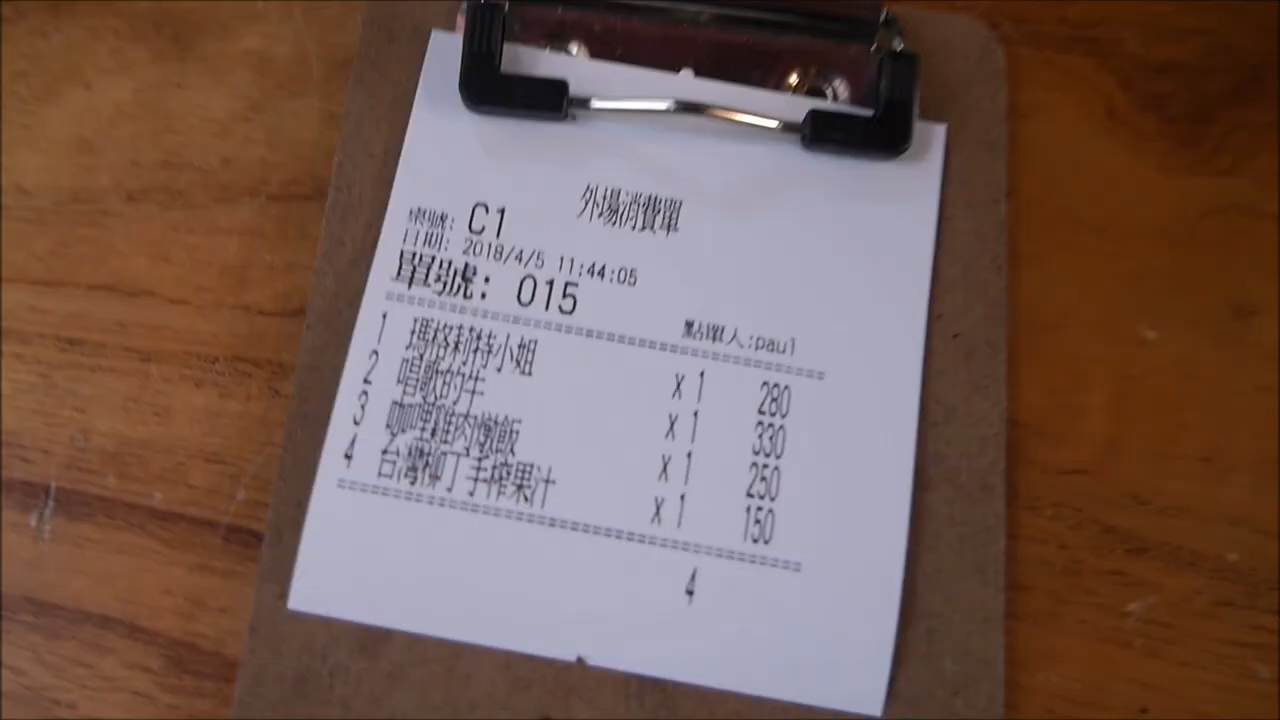 外場消費單
桌號: C1
日期: 2018/4/5 11:44:05
單號: 015
點單人:paul
1 瑪格莉特小姐 X 1 280
2 唱歌的牛 X 1 330
3 咖哩雞肉燉飯 X 1 250
4 台灣柳丁手榨果汁 X 1 150
4